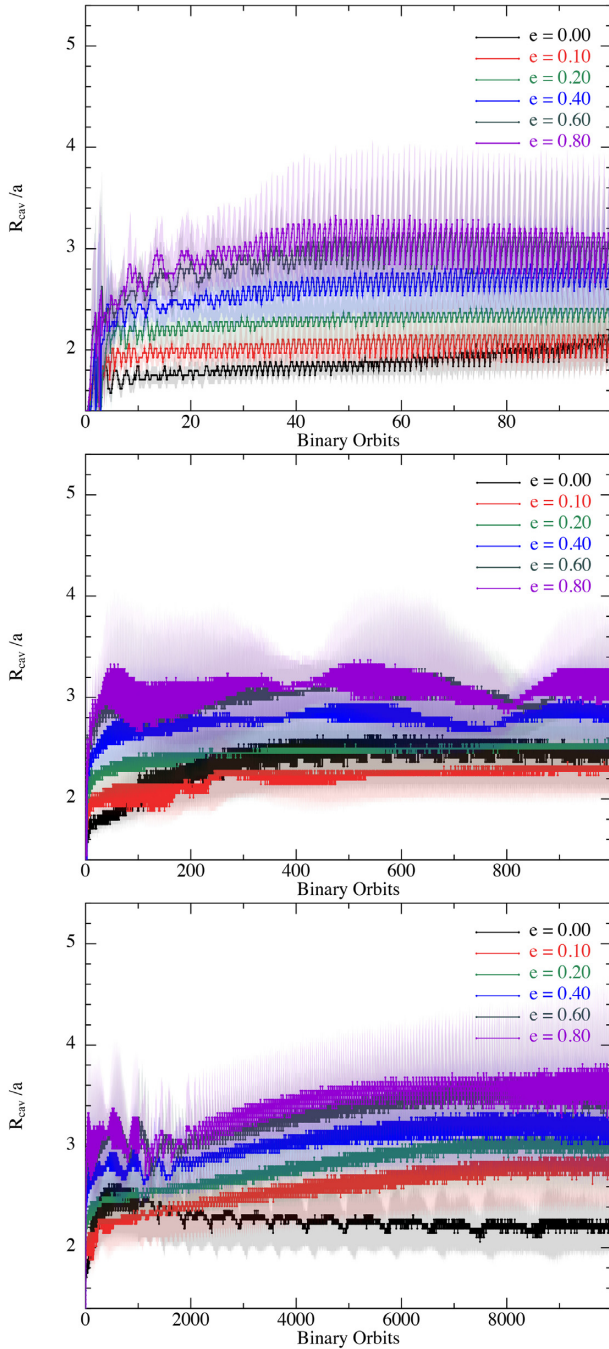 5
4
3
2
R_cav /a
e = 0.00
e = 0.10
e = 0.20
e = 0.40
e = 0.60
e = 0.80
0 20 40 60 80
Binary Orbits
5
4
3
2
R_cav /a
e = 0.00
e = 0.10
e = 0.20
e = 0.40
e = 0.60
e = 0.80
0 200 400 600 800
Binary Orbits
5
4
3
2
R_cav /a
e = 0.00
e = 0.10
e = 0.20
e = 0.40
e = 0.60
e = 0.80
0 2000 4000 6000 8000
Binary Orbits